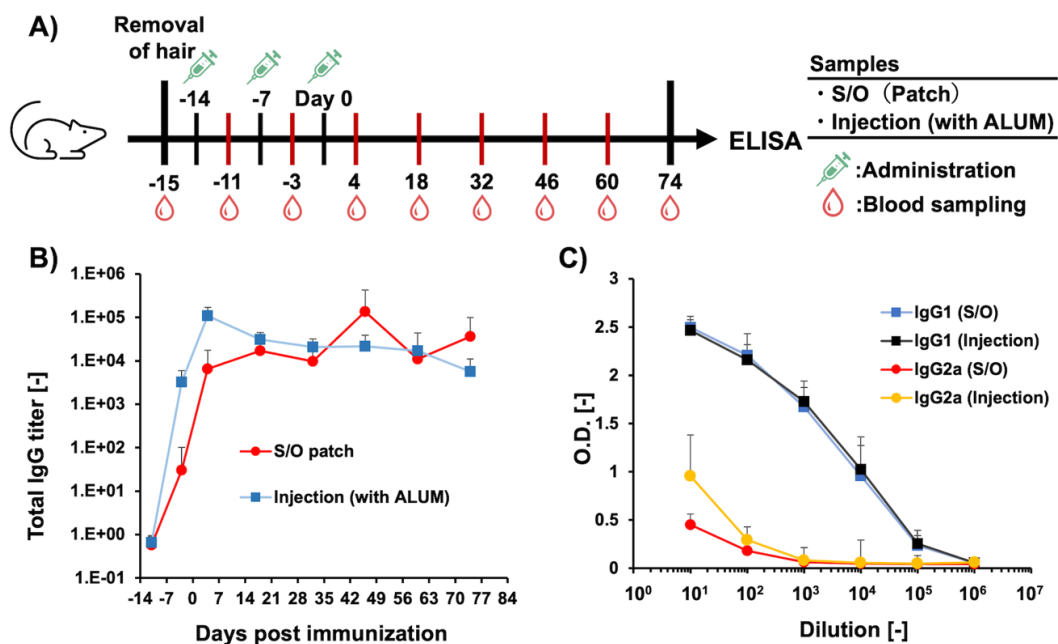 A)
Removal
of hair
-14
-7
Day 0
-15
-11
-3
4
18
32
46
60
74
ELISA
Samples
・S/O（Patch）
・Injection (with ALUM)
:Administration
:Blood sampling
B)
Total IgG titer [-]
1.E+06
1.E+05
1.E+04
1.E+03
1.E+02
1.E+01
1.E+00
1.E-01
S/O patch
Injection (with ALUM)
-14 -7 0 7 14 21 28 35 42 49 56 63 70 77 84
Days post immunization
C)
O.D. [-]
3
2.5
2
1.5
1
0.5
0
IgG1 (S/O)
IgG1 (Injection)
IgG2a (S/O)
IgG2a (Injection)
10⁰ 10¹ 10² 10³ 10⁴ 10⁵ 10⁶ 10⁷
Dilution [-]